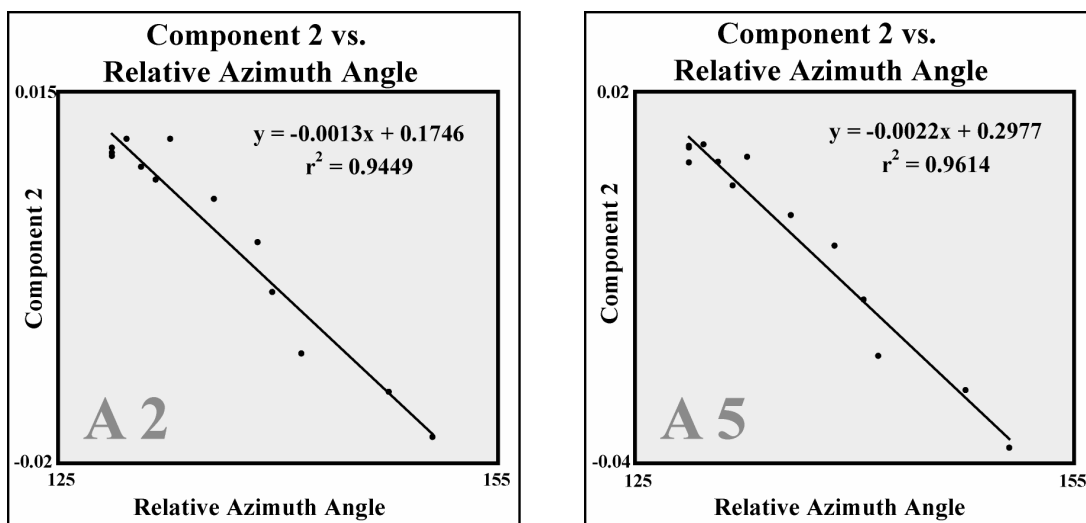 Component 2 vs.
Relative Azimuth Angle
0.015
y = -0.0013x + 0.1746
r² = 0.9449
Component 2
A 2
-0.02
125
155
Relative Azimuth Angle
Component 2 vs.
Relative Azimuth Angle
0.02
y = -0.0022x + 0.2977
r² = 0.9614
Component 2
A 5
-0.04
125
155
Relative Azimuth Angle